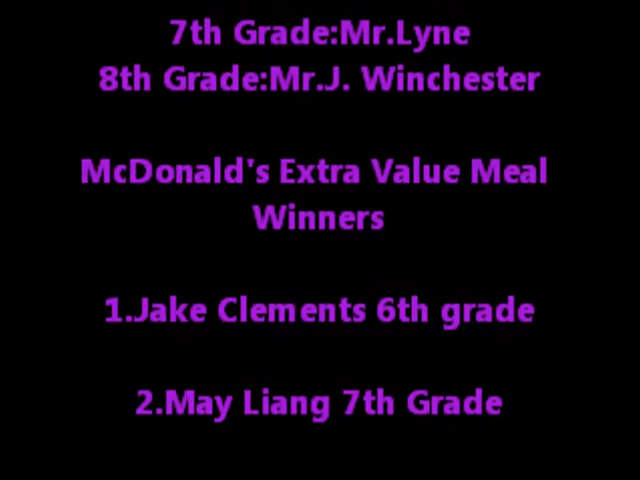 7th Grade:Mr.Lyne
8th Grade:Mr.J. Winchester
McDonald's Extra Value Meal
Winners
1.Jake Clements 6th grade
2.May Liang 7th Grade